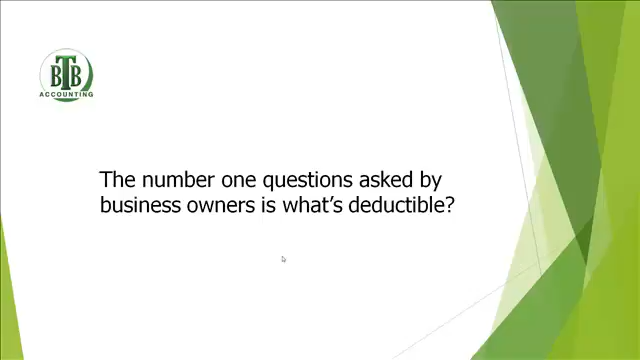 BTB
ACCOUNTING
The number one questions asked by
business owners is what's deductible?